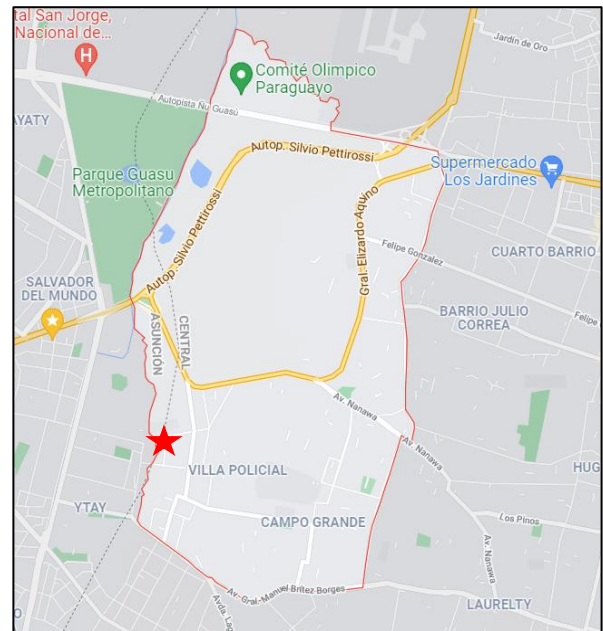 tal San Jorge,
Nacional de...
H
Jardín de Oro
Comité Olimpico
Paraguayo
Autopista Ñu Guasú
AYATY
Autop. Silvio Pettirossi
Supermercado
Los Jardines
Parque Guasu
Metropolitano
Gral. Elizardo Aquino
Autop. Silvio Pettirossi
Felipe Gonzalez
CUARTO BARRIO
SALVADOR
DEL MUNDO
BARRIO JULIO
CORREA
Felipe
ASUNCIÓN
CENTRAL
Av. Nanawa
Av. Nanawa
VILLA POLICIAL
HUG
YTAY
CAMPO GRANDE
Los Pinos
Av. Nanawa
Av. Gral. Manuel Brítez Borges
Avda. Lag
LAURELTY
O